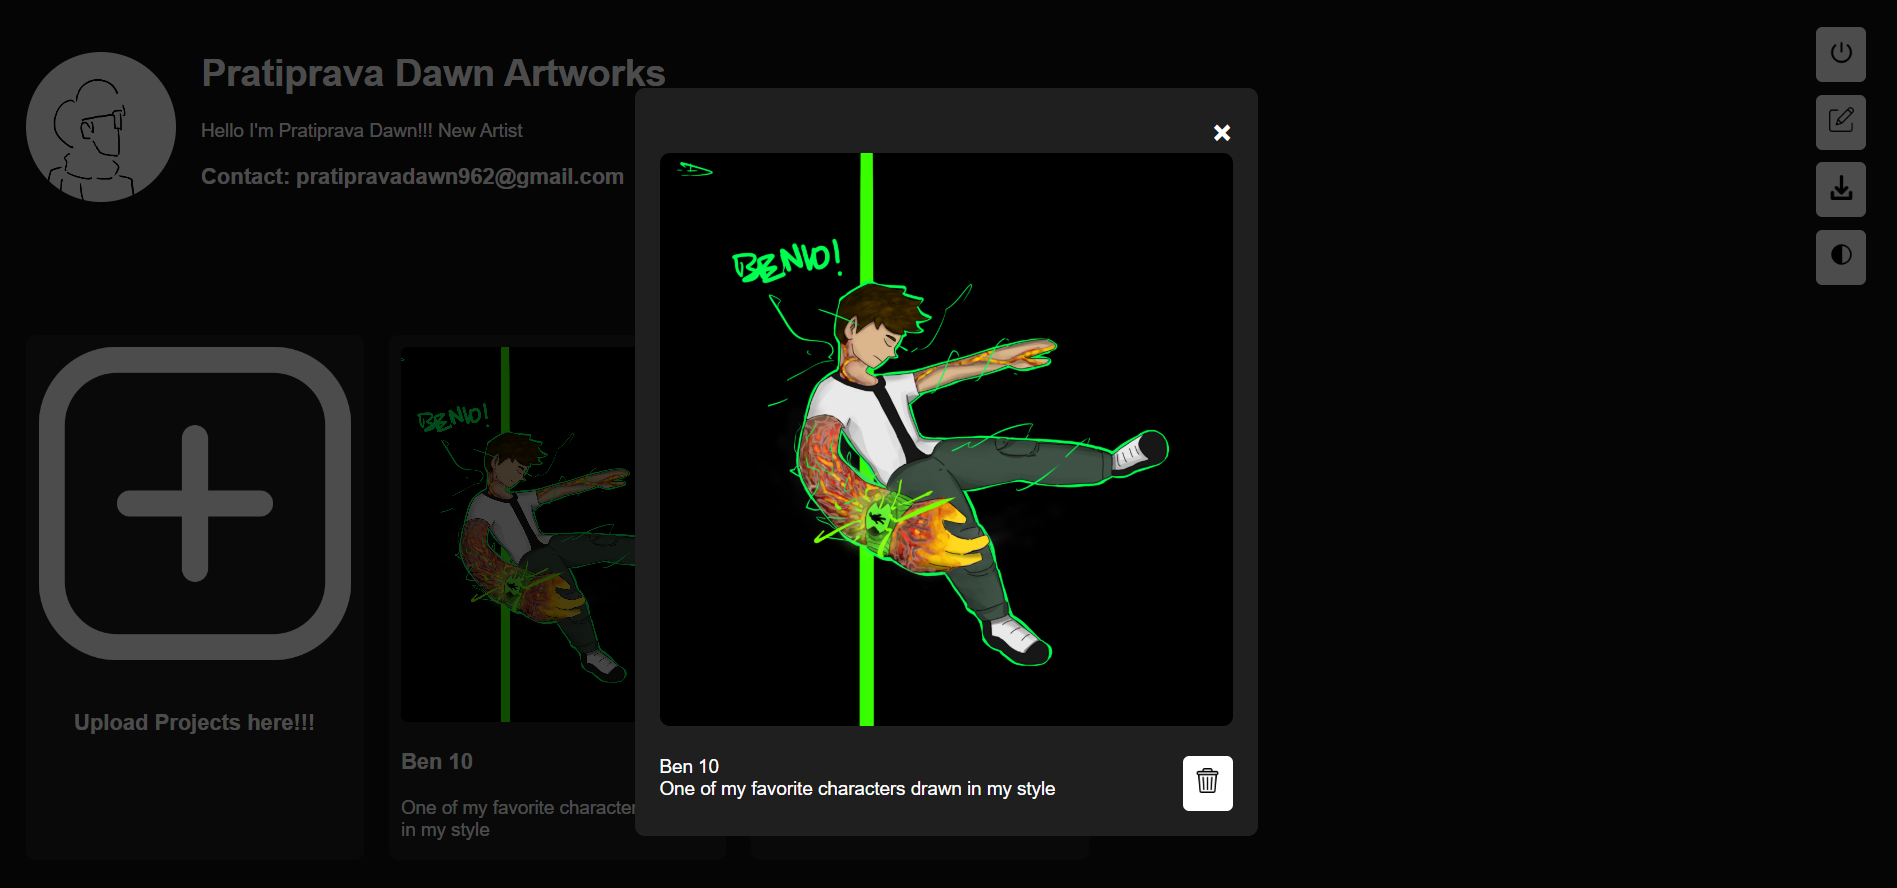 Pratiprava Dawn Artworks
Hello I'm Pratiprava Dawn!!! New Artist
Contact: pratipravadawn962@gmail.com
Upload Projects here!!!
BEN10!
Ben 10
One of my favorite character
in my style
BEN10!
Ben 10
One of my favorite characters drawn in my style